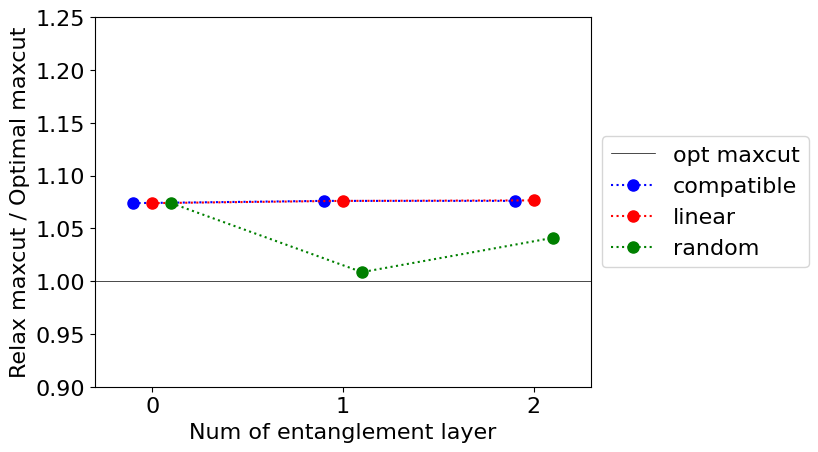 Relax maxcut / Optimal maxcut
1.25
1.20
1.15
1.10
1.05
1.00
0.95
0.90
0
1
2
Num of entanglement layer
opt maxcut
compatible
linear
random